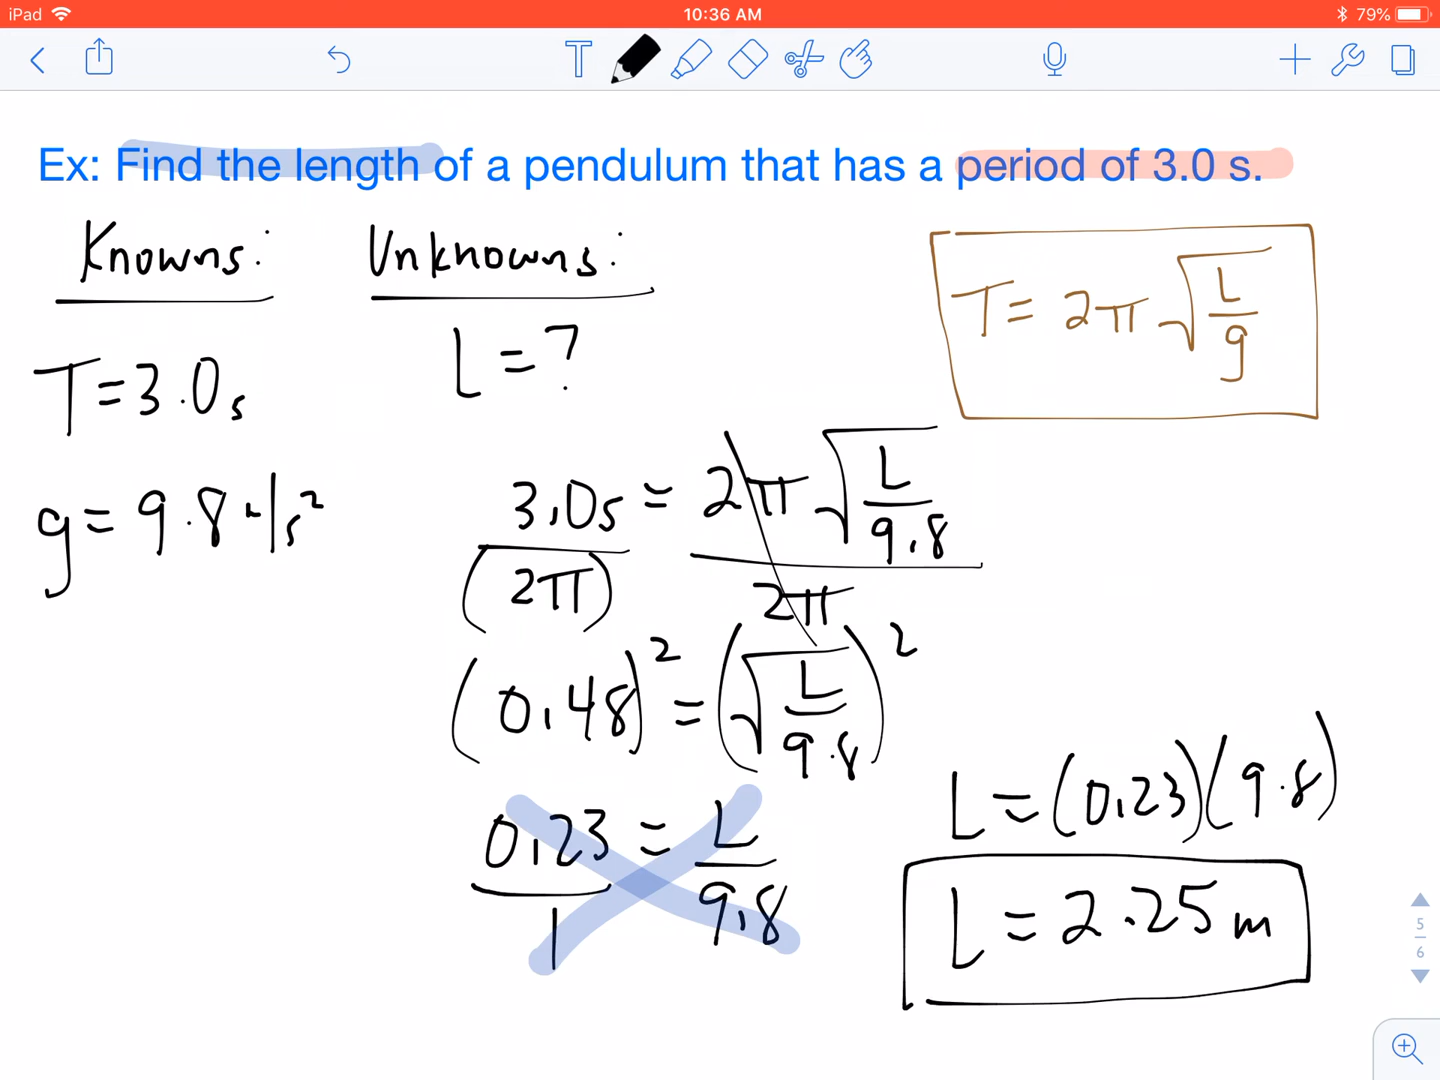 iPad 10:36 AM 79%
T
Ex: Find the length of a pendulum that has a period of 3.0 s.
Knowns: Unknowns:
T = 3.0s
L = ?
T = 2π √(L/g)
g = 9.8 m/s²
3.0s/(2π) = 2π √(L/9.8)/2π
(0.48)² = (√(L/9.8))²
0.23/1 = L/9.8
L = (0.23)(9.8)
L = 2.25 m
5
6